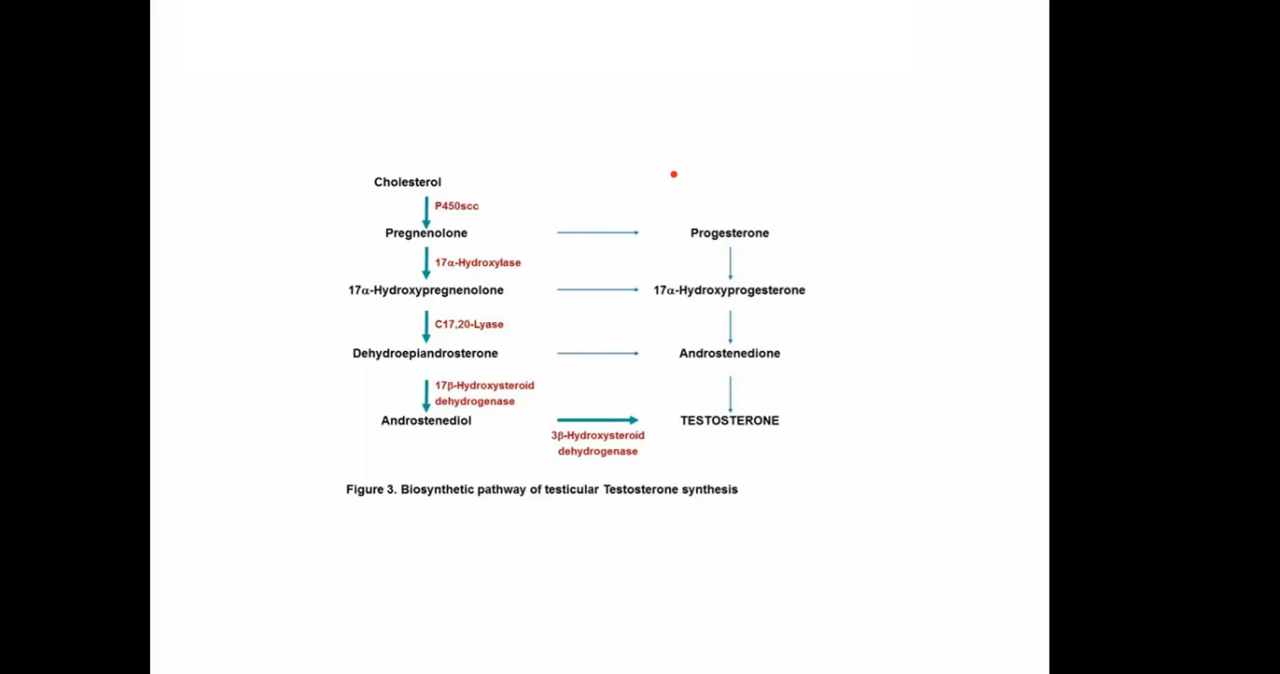 Cholesterol
P450scc
Pregnenolone
Progesterone
17α-Hydroxylase
17α-Hydroxypregnenolone
17α-Hydroxyprogesterone
C17,20-Lyase
Dehydroepiandrosterone
Androstenedione
17β-Hydroxysteroid
dehydrogenase
Androstenediol
TESTOSTERONE
3β-Hydroxysteroid
dehydrogenase
Figure 3. Biosynthetic pathway of testicular Testosterone synthesis